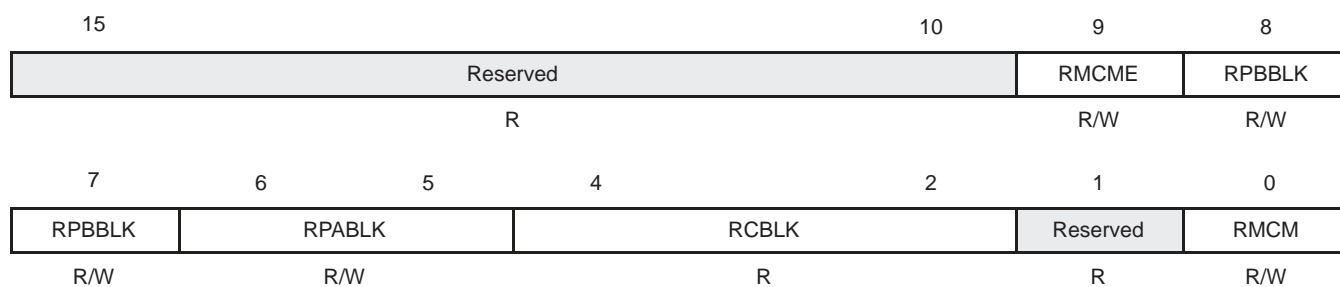 15 10 9 8
Reserved RMCME RPBBLK
R R/W R/W
7 6 5 4 2 1 0
RPBBLK RPABLK RCBLK Reserved RMCM
R/W R/W R R R/W